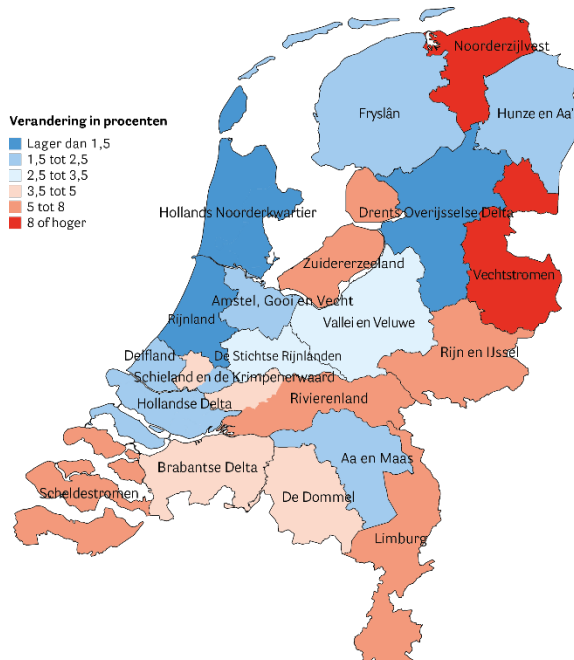 Noorderzijlvest
Fryslân
Hunze en Aa's
Verandering in procenten
Lager dan 1,5
1,5 tot 2,5
2,5 tot 3,5
3,5 tot 5
5 tot 8
8 of hoger
Hollands Noorderkwartier
Drents Overijsselse Delta
Zuidererzeeland
Vechtstromen
Amstel, Gooi en Vecht
Rijnland
Vallei en Veluwe
Delfland
De Stichtse Rijnlanden
Rijn en IJssel
Schieland en de Krimpenerwaard
Hollandse Delta
Rivierenland
Aa en Maas
Brabantse Delta
Scheldestromen
De Dommel
Limburg